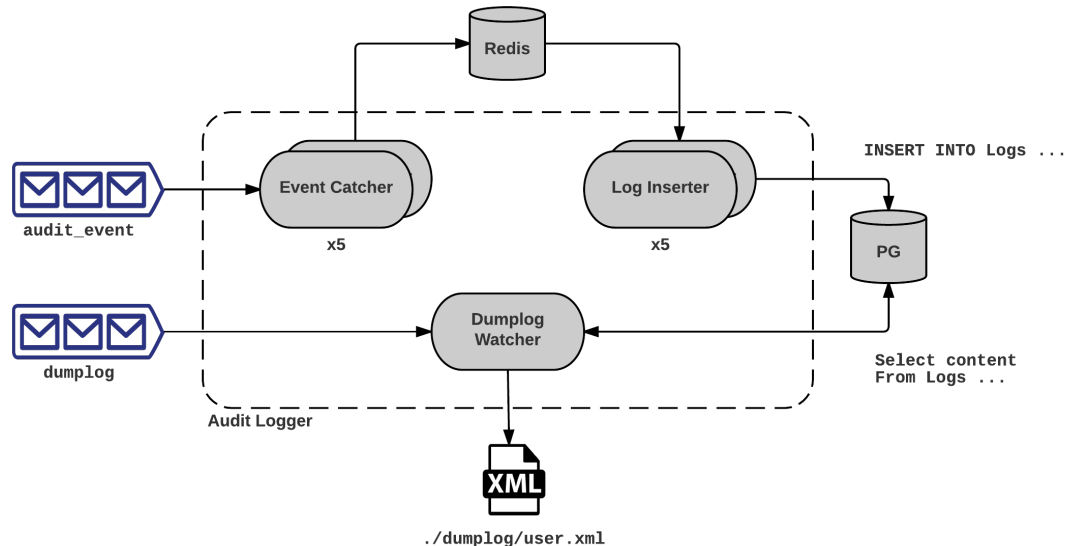 Redis
INSERT INTO Logs ...
Event Catcher
Log Inserter
audit_event
x5
x5
PG
Dumplog
Watcher
dumplog
Select content
From Logs ...
Audit Logger
XML
./dumplog/user.xml